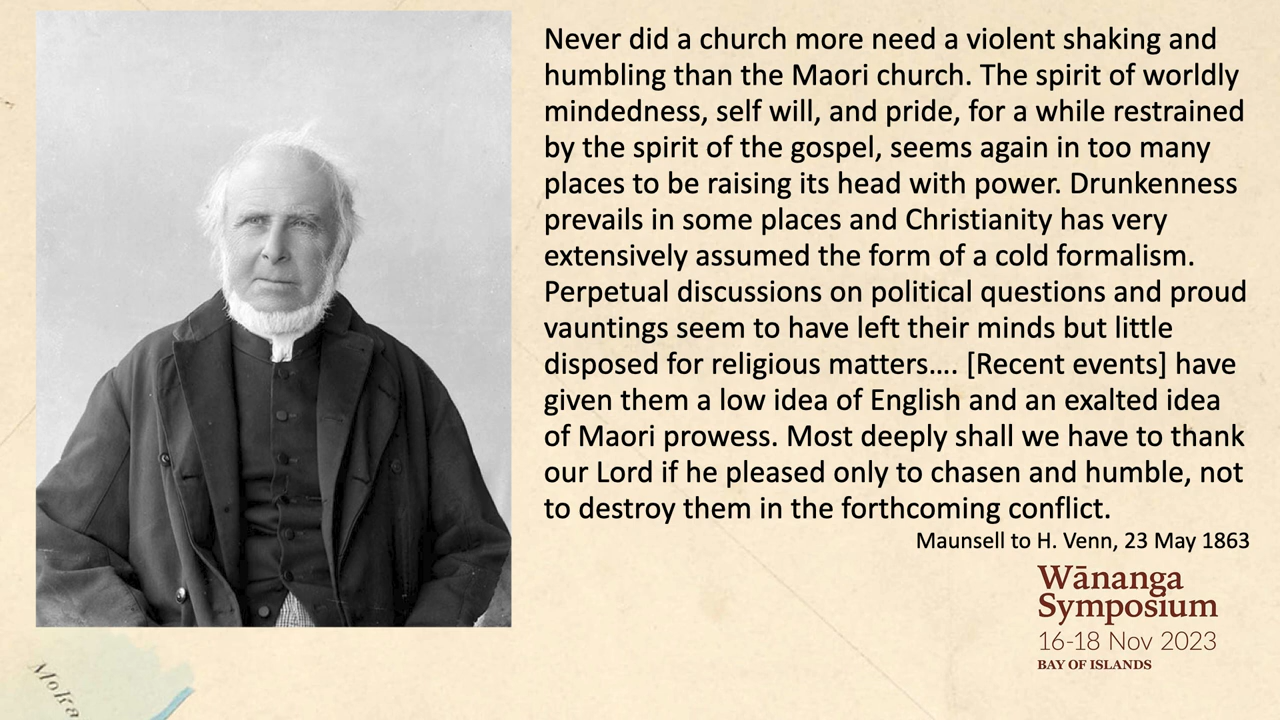 Never did a church more need a violent shaking and
humbling than the Maori church. The spirit of worldly
mindedness, self will, and pride, for a while restrained
by the spirit of the gospel, seems again in too many
places to be raising its head with power. Drunkenness
prevails in some places and Christianity has very
extensively assumed the form of a cold formalism.
Perpetual discussions on political questions and proud
vauntings seem to have left their minds but little
disposed for religious matters…. [Recent events] have
given them a low idea of English and an exalted idea
of Maori prowess. Most deeply shall we have to thank
our Lord if he pleased only to chasen and humble, not
to destroy them in the forthcoming conflict.
Maunsell to H. Venn, 23 May 1863
Wānanga
Symposium
16-18 Nov 2023
BAY OF ISLANDS
Moka